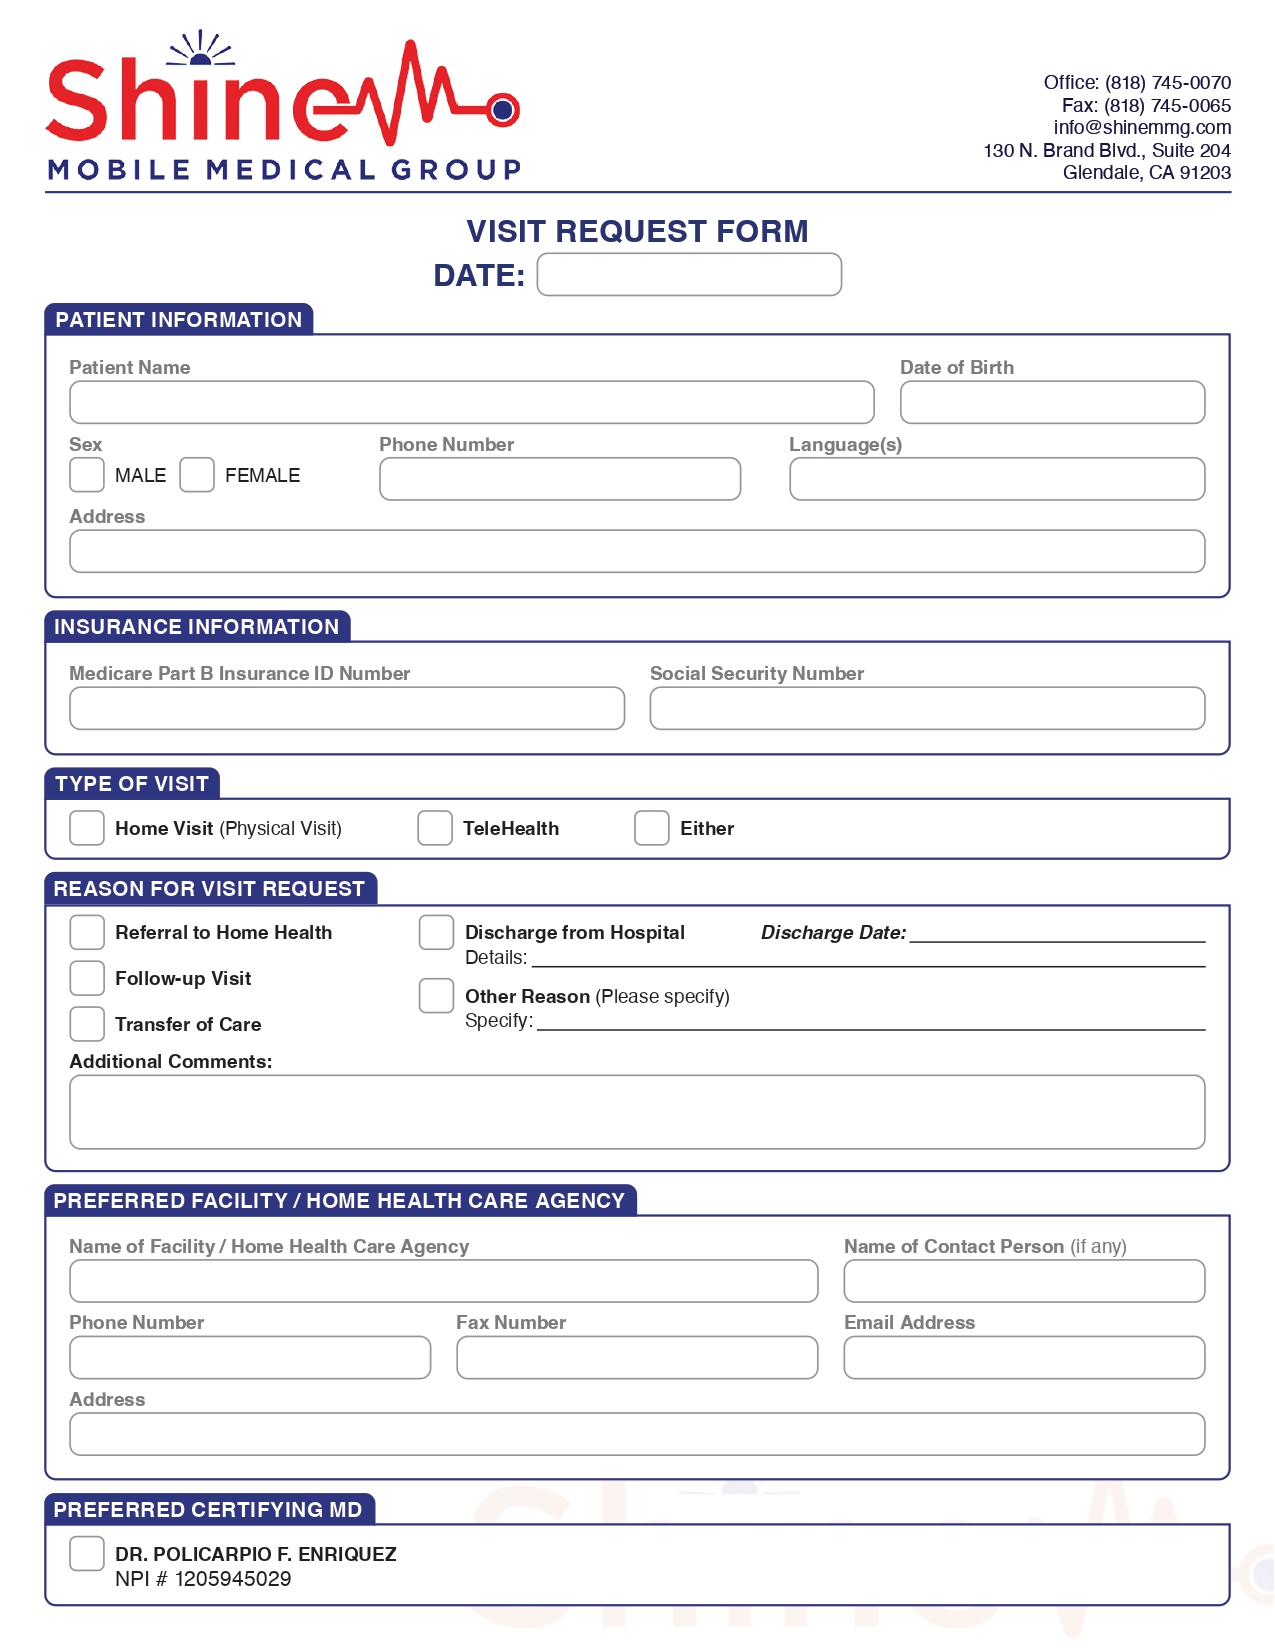 Shine
MOBILE MEDICAL GROUP
Office: (818) 745-0070
Fax: (818) 745-0065
info@shinemmg.com
130 N. Brand Blvd., Suite 204
Glendale, CA 91203
VISIT REQUEST FORM
DATE:
PATIENT INFORMATION
Patient Name Date of Birth
Sex Phone Number Language(s)
MALE FEMALE
Address
INSURANCE INFORMATION
Medicare Part B Insurance ID Number Social Security Number
TYPE OF VISIT
Home Visit (Physical Visit) TeleHealth Either
REASON FOR VISIT REQUEST
Referral to Home Health
Follow-up Visit
Transfer of Care
Discharge from Hospital Discharge Date:
Details:
Other Reason (Please specify)
Specify:
Additional Comments:
PREFERRED FACILITY / HOME HEALTH CARE AGENCY
Name of Facility / Home Health Care Agency Name of Contact Person (if any)
Phone Number Fax Number Email Address
Address
PREFERRED CERTIFYING MD
DR. POLICARPIO F. ENRIQUEZ
NPI # 1205945029